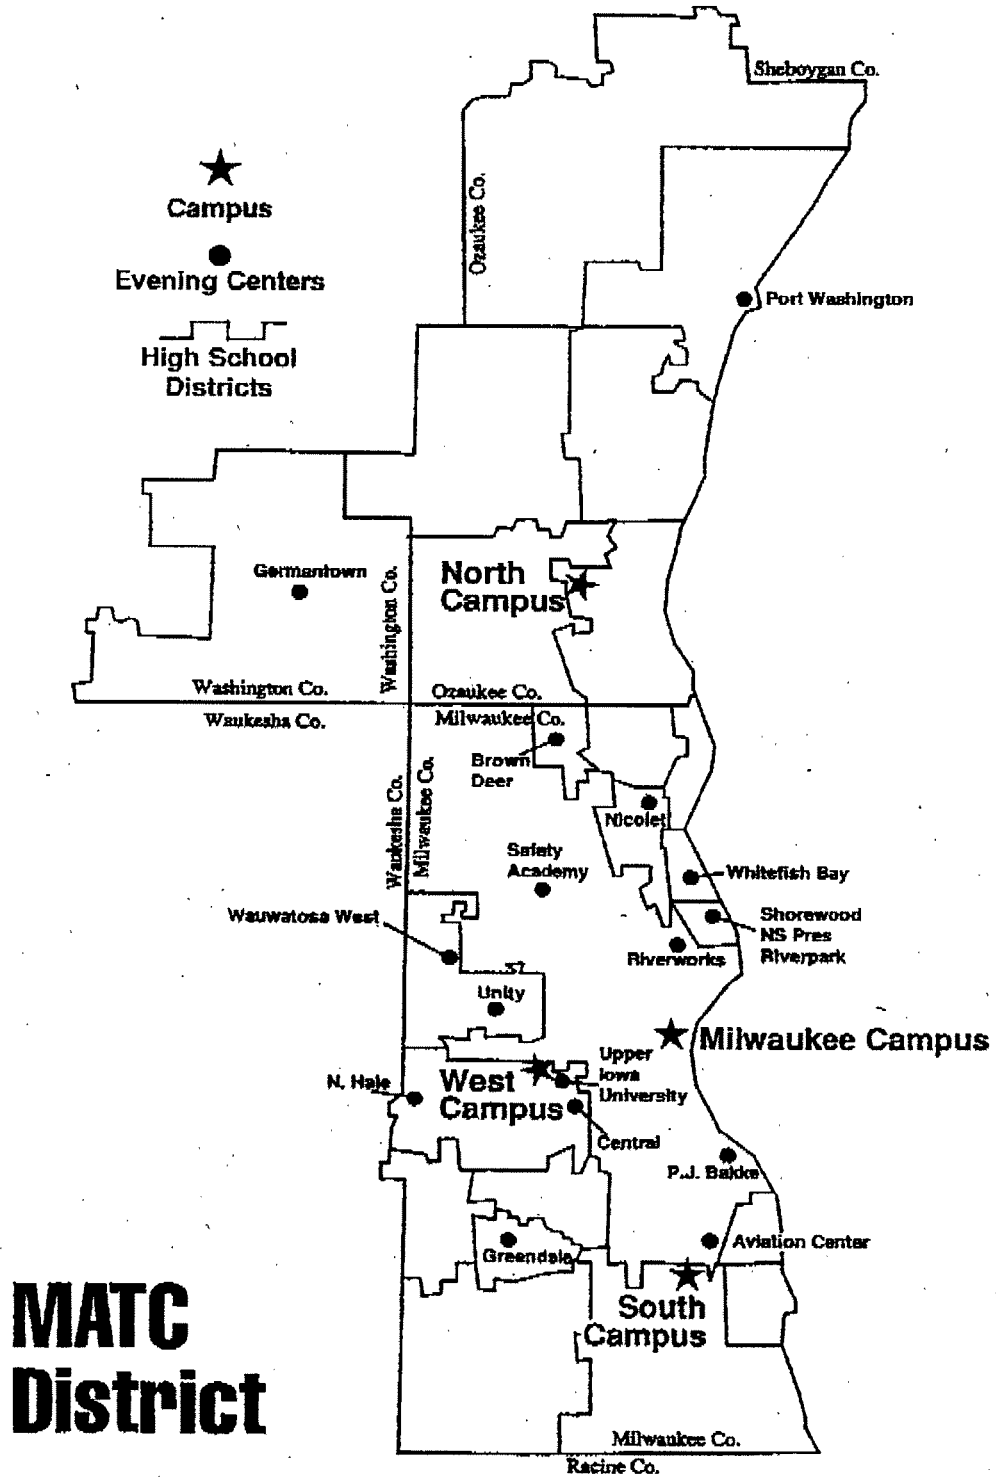 Sheboygan Co.
Ozaukee Co.
Campus
Evening Centers
High School
Districts
Port Washington
Germantown
Washington Co.
North
Campus
Washington Co.
Ozaukee Co.
Waukesha Co.
Milwaukee Co.
Brown
Deer
Waukesha Co.
Milwaukee Co.
Nicolet
Safety
Academy
Whitefish Bay
Wauwatosa West
Shorewood
NS Pres
Riverpark
Riverworks
Unity
Milwaukee Campus
Upper
Iowa
University
N. Hale
West
Campus
Central
P.J. Bakke
Aviation Center
Greendale
South
Campus
MATC
District
Milwaukee Co.
Racine Co.